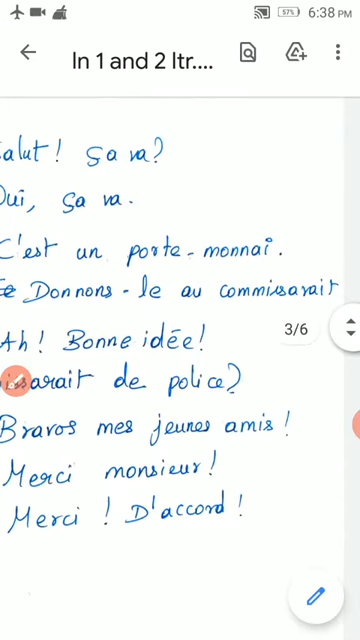 57% 6:38 PM
In 1 and 2 ltr....
salut! ça va?
Oui, ça va.
C'est un porte-monnai.
Donnons-le au commissarait
3/6
Ah! Bonne idée!
issarait de police?
Bravos mes jeunes amis!
Merci monsieur!
Merci! D'accord!